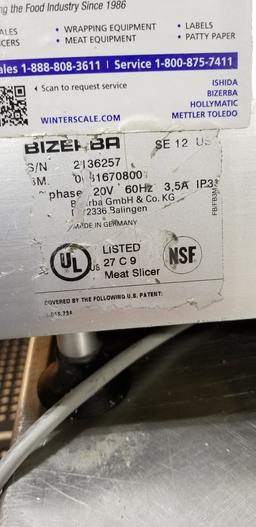 ng the Food Industry Since 1986
ALES • WRAPPING EQUIPMENT • LABELS
CERS • MEAT EQUIPMENT • PATTY PAPER
ales 1-888-808-3611 | Service 1-800-875-7411
Scan to request service
ISHIDA
BIZERBA
HOLLYMATIC
WINTERSCALE.COM METTLER TOLEDO
BIZERBA SE 12 US
S/N 2136257
phase 20V 60Hz 3,5A IP3
GmbH & Co. KG
72336 Balingen
MADE IN GERMANY
UL US LISTED
27 C 9
Meat Slicer
NSF
COVERED BY THE FOLLOWING U.S. PATENT: